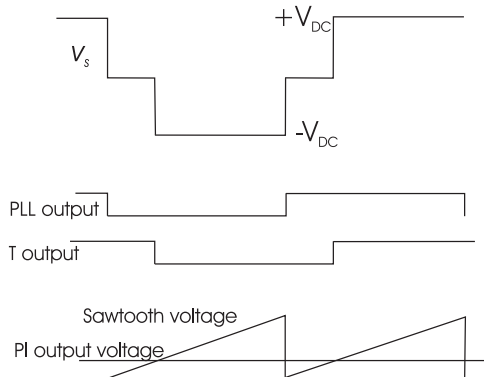 +V_DC
V_s
-V_DC
PLL output
T output
Sawtooth voltage
PI output voltage